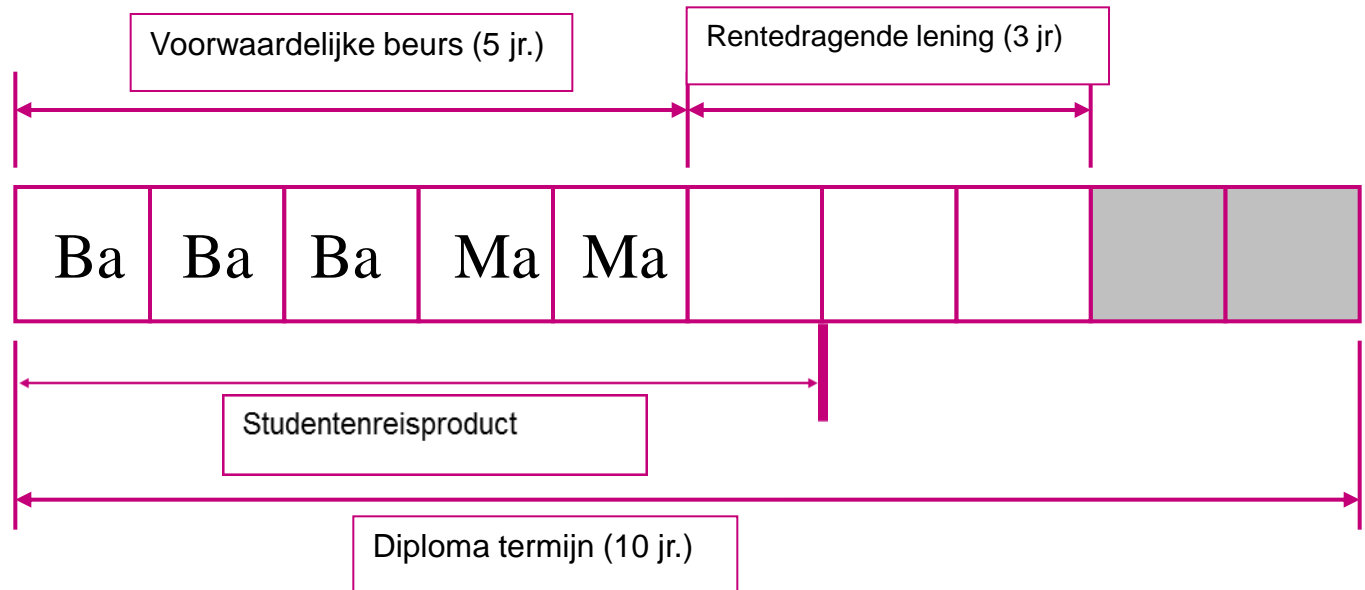 Voorwaardelijke beurs (5 jr.)
Rentedragende lening (3 jr)
Ba Ba Ba Ma Ma
Studentenreisproduct
Diploma termijn (10 jr.)